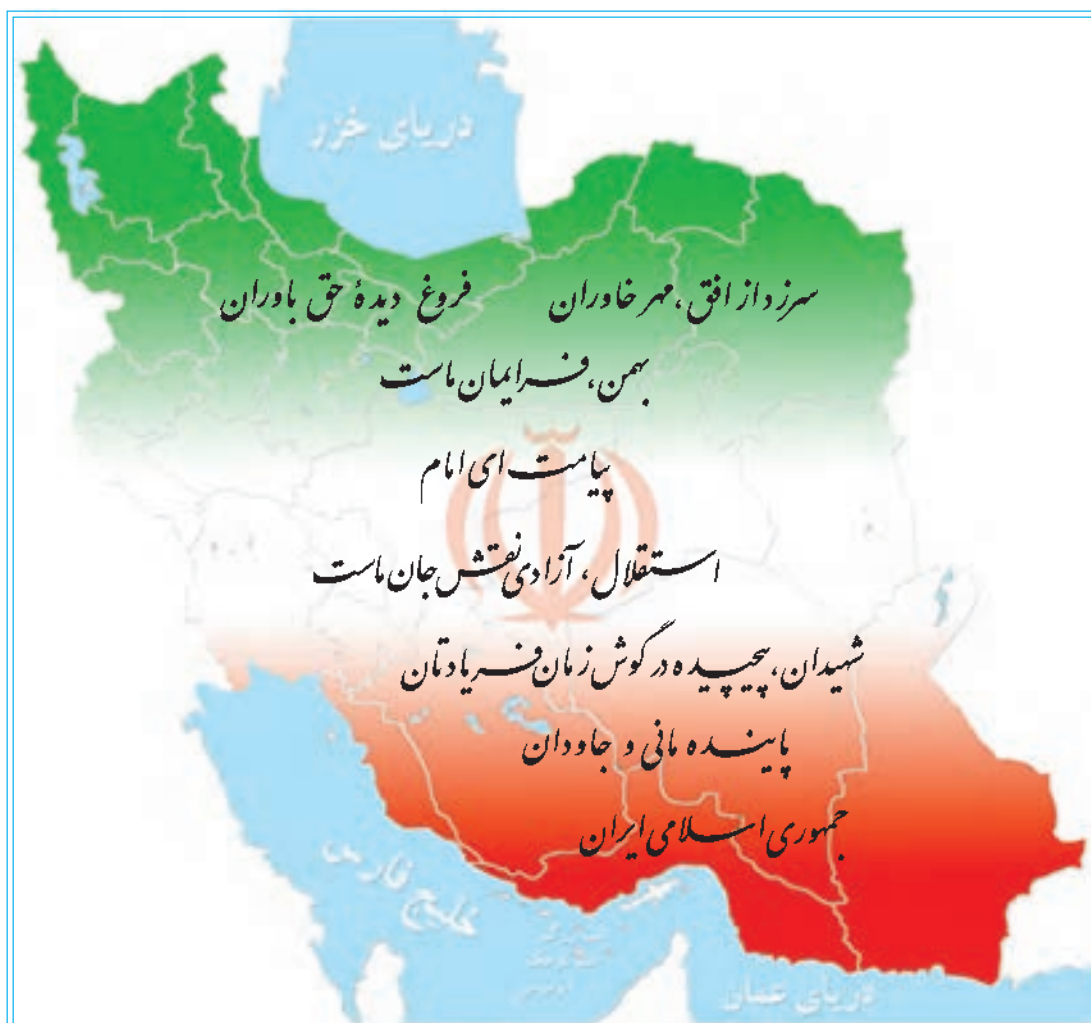 دریای خزر
سرزد از افق، مهر خاوران فروغ دیدهٔ حق باوران
بهمن، فر ایمان ماست
پیامت ای امام
استقلال، آزادی نقش جان ماست
شهیدان، پیچیده در گوش زمان فریادتان
پاینده مانی و جاودان
جمهوری اسلامی ایران
خلیج فارس
دریای عمان